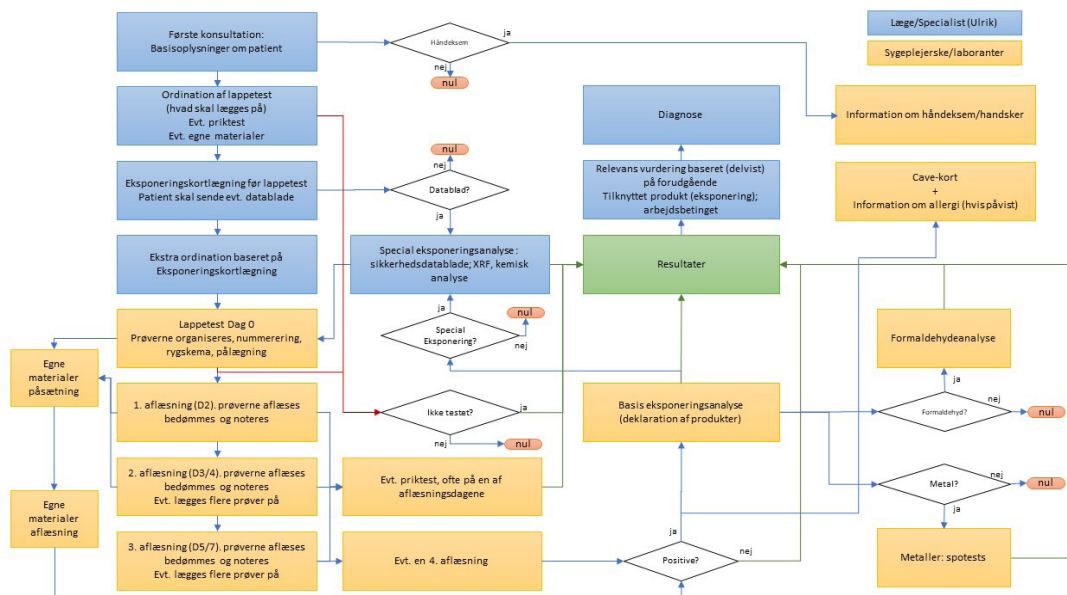 Første konsultation:
Basisoplysninger om patient
Håndeksem
ja
nej
nul
Læge/Specialist (Ulrik)
Sygeplejerske/laboranter
Ordination af lappetest
(hvad skal lægges på)
Evt. priktest
Evt. egne materialer
Diagnose
Information om håndeksem/handsker
Eksponeringskortlægning før lappetest
Patient skal sende evt. datablade
nul
nej
Datablad?
ja
Relevans vurdering baseret (delvist)
på forudgående
Tilknyttet produkt (eksponering);
arbejdsbetinget
Cave-kort
+
Information om allergi (hvis påvist)
Ekstra ordination baseret på
Eksponeringskortlægning
Special eksponeringsanalyse :
sikkerhedsdatablade; XRF, kemisk
analyse
Resultater
Lappetest Dag 0
Prøverne organiseres, nummerering,
rygskema, pålægning
ja
Special
Eksponering?
nul
nej
Formaldehydeanalyse
Egne
materialer
påsætning
1. aflæsning (D2). prøverne aflæses
bedømmes og noteres
Ikke testet?
ja
nej
nul
Basis eksponeringsanalyse
(deklaration af produkter)
ja
Formaldehyd?
nej
nul
2. aflæsning (D3/4). prøverne aflæses
bedømmes og noteres
Evt. lægges flere prøver på
Evt. priktest, ofte på en af
aflæsningsdagene
Metal?
nej
nul
ja
Egne
materialer
aflæsning
3. aflæsning (D5/7). prøverne aflæses
bedømmes og noteres
Evt. lægges flere prøver på
Evt. en 4. aflæsning
ja
Positive?
nej
Metaller: spotests